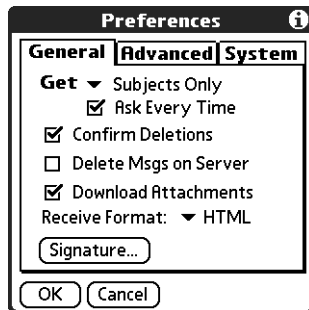 Preferences
General Advanced System
Get Subjects Only
Ask Every Time
Confirm Deletions
Delete Msgs on Server
Download Attachments
Receive Format: HTML
Signature...
OK Cancel